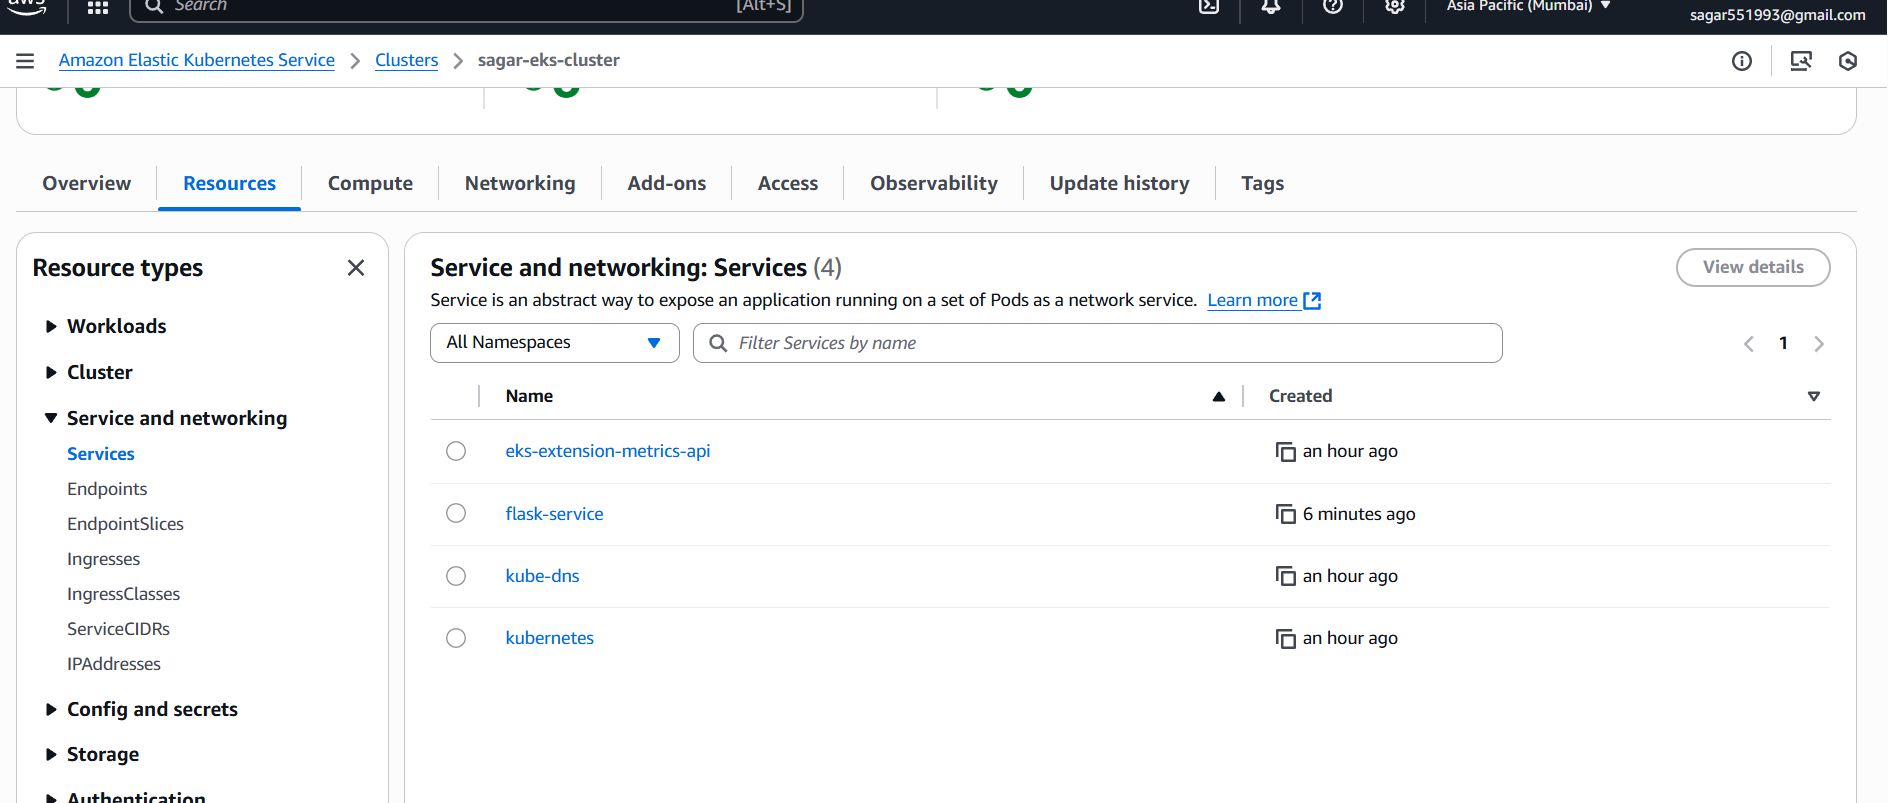 aws
Search
[Alt+S]
Asia Pacific (Mumbai)
sagar551993@gmail.com
Amazon Elastic Kubernetes Service
Clusters
sagar-eks-cluster
Overview
Resources
Compute
Networking
Add-ons
Access
Observability
Update history
Tags
Resource types
Workloads
Cluster
Service and networking
Services
Endpoints
EndpointSlices
Ingresses
IngressClasses
ServiceCIDRs
IPAddresses
Config and secrets
Storage
Authentication
Service and networking: Services (4)
View details
Service is an abstract way to expose an application running on a set of Pods as a network service. Learn more
All Namespaces
Filter Services by name
1
Name Created
eks-extension-metrics-api an hour ago
flask-service 6 minutes ago
kube-dns an hour ago
kubernetes an hour ago